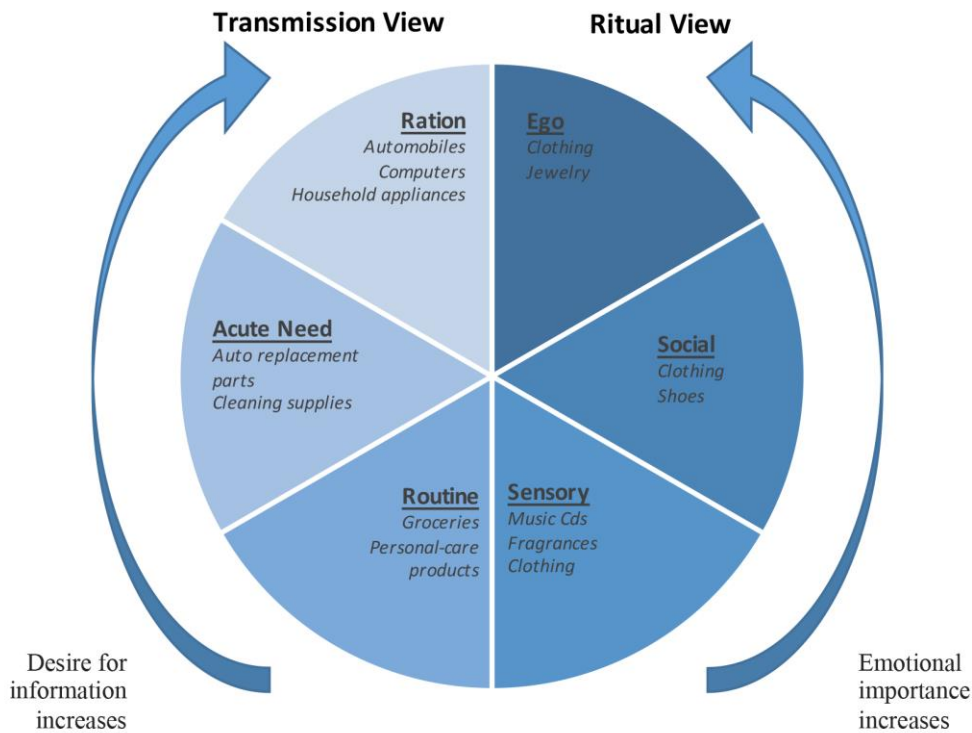 Transmission View
Ritual View
Ration
Automobiles
Computers
Household appliances
Ego
Clothing
Jewelry
Acute Need
Auto replacement
parts
Cleaning supplies
Social
Clothing
Shoes
Routine
Groceries
Personal-care
products
Sensory
Music Cds
Fragrances
Clothing
Desire for
information
increases
Emotional
importance
increases